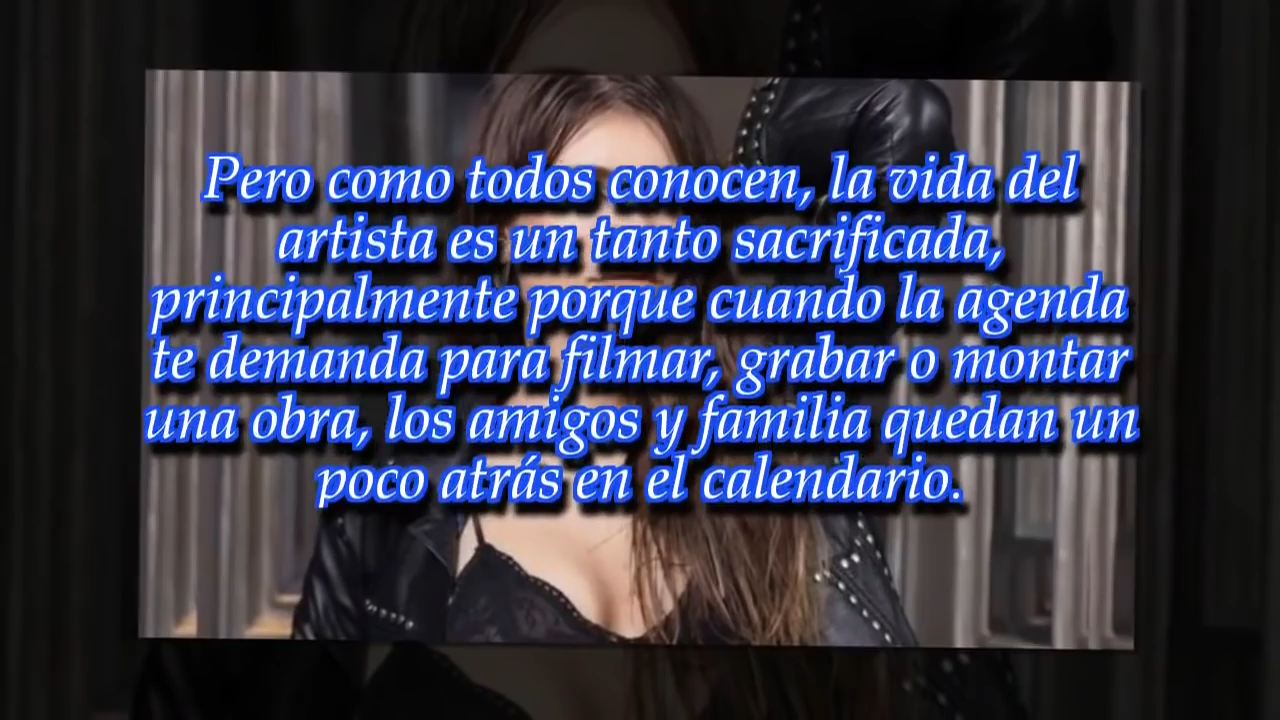 Pero como todos conocen, la vida del
artista es un tanto sacrificada,
principalmente porque cuando la agenda
te demanda para filmar, grabar o montar
una obra, los amigos y familia quedan un
poco atrás en el calendario.